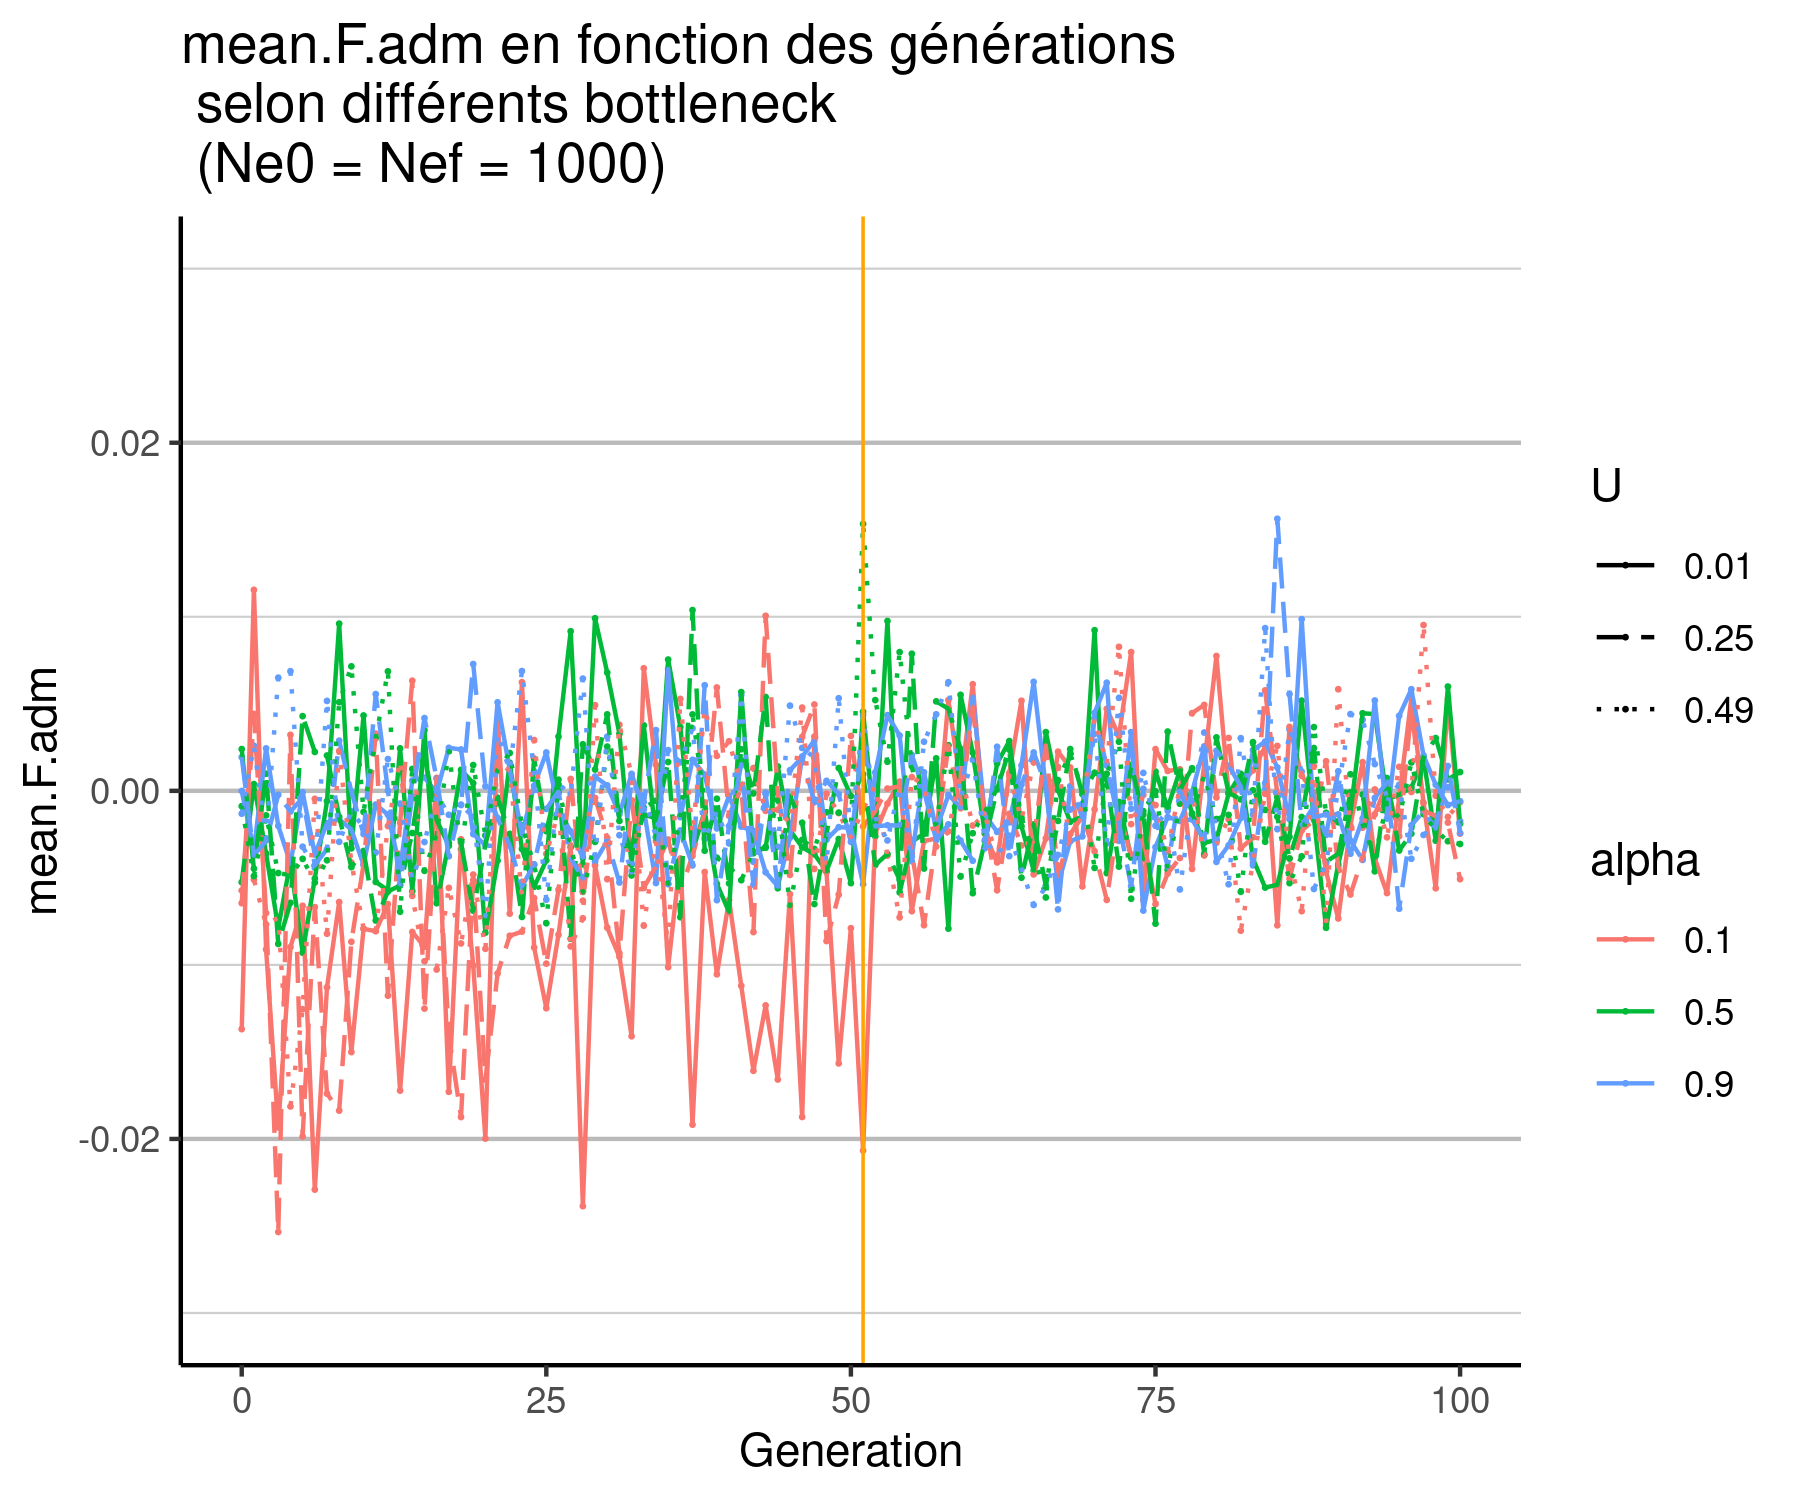 mean.F.adm en fonction des générations
selon différents bottleneck
(Ne0 = Nef = 1000)
mean.F.adm
0.02
0.00
-0.02
0
25
50
75
100
Generation
U
0.01
0.25
0.49
alpha
0.1
0.5
0.9